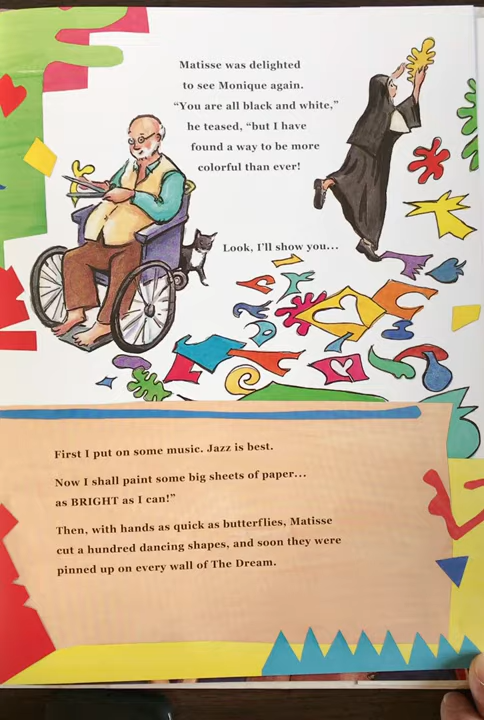 Matisse was delighted
to see Monique again.
“You are all black and white,”
he teased, “but I have
found a way to be more
colorful than ever!
Look, I’ll show you...
First I put on some music. Jazz is best.
Now I shall paint some big sheets of paper...
as BRIGHT as I can!”
Then, with hands as quick as butterflies, Matisse
cut a hundred dancing shapes, and soon they were
pinned up on every wall of The Dream.